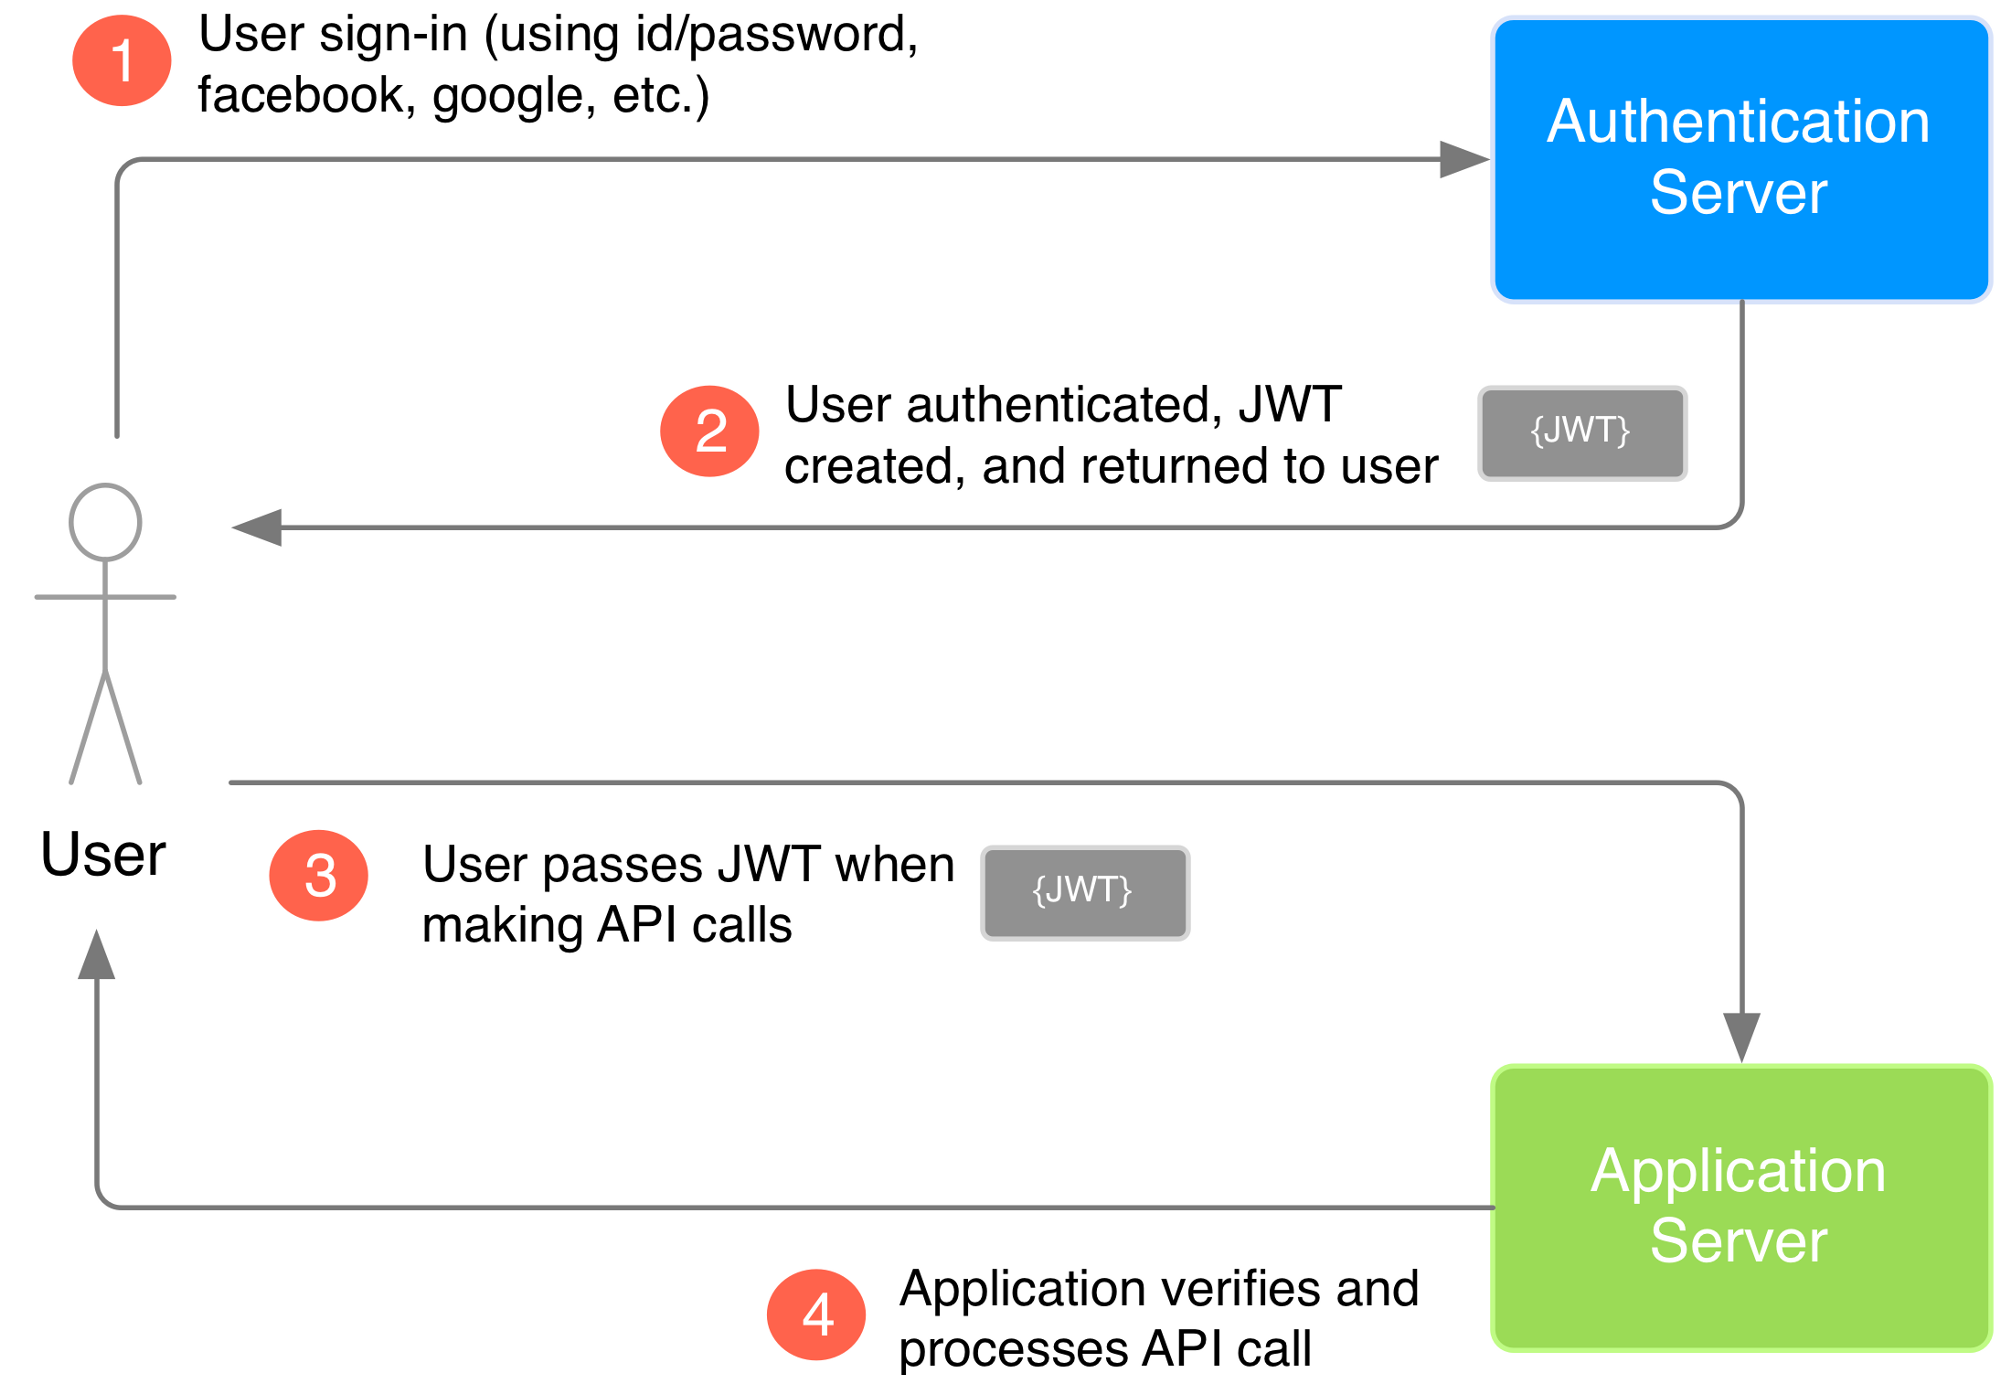 1
User sign-in (using id/password,
facebook, google, etc.)
Authentication
Server
2
User authenticated, JWT
created, and returned to user
{JWT}
User
3
User passes JWT when
making API calls
{JWT}
Application
Server
4
Application verifies and
processes API call